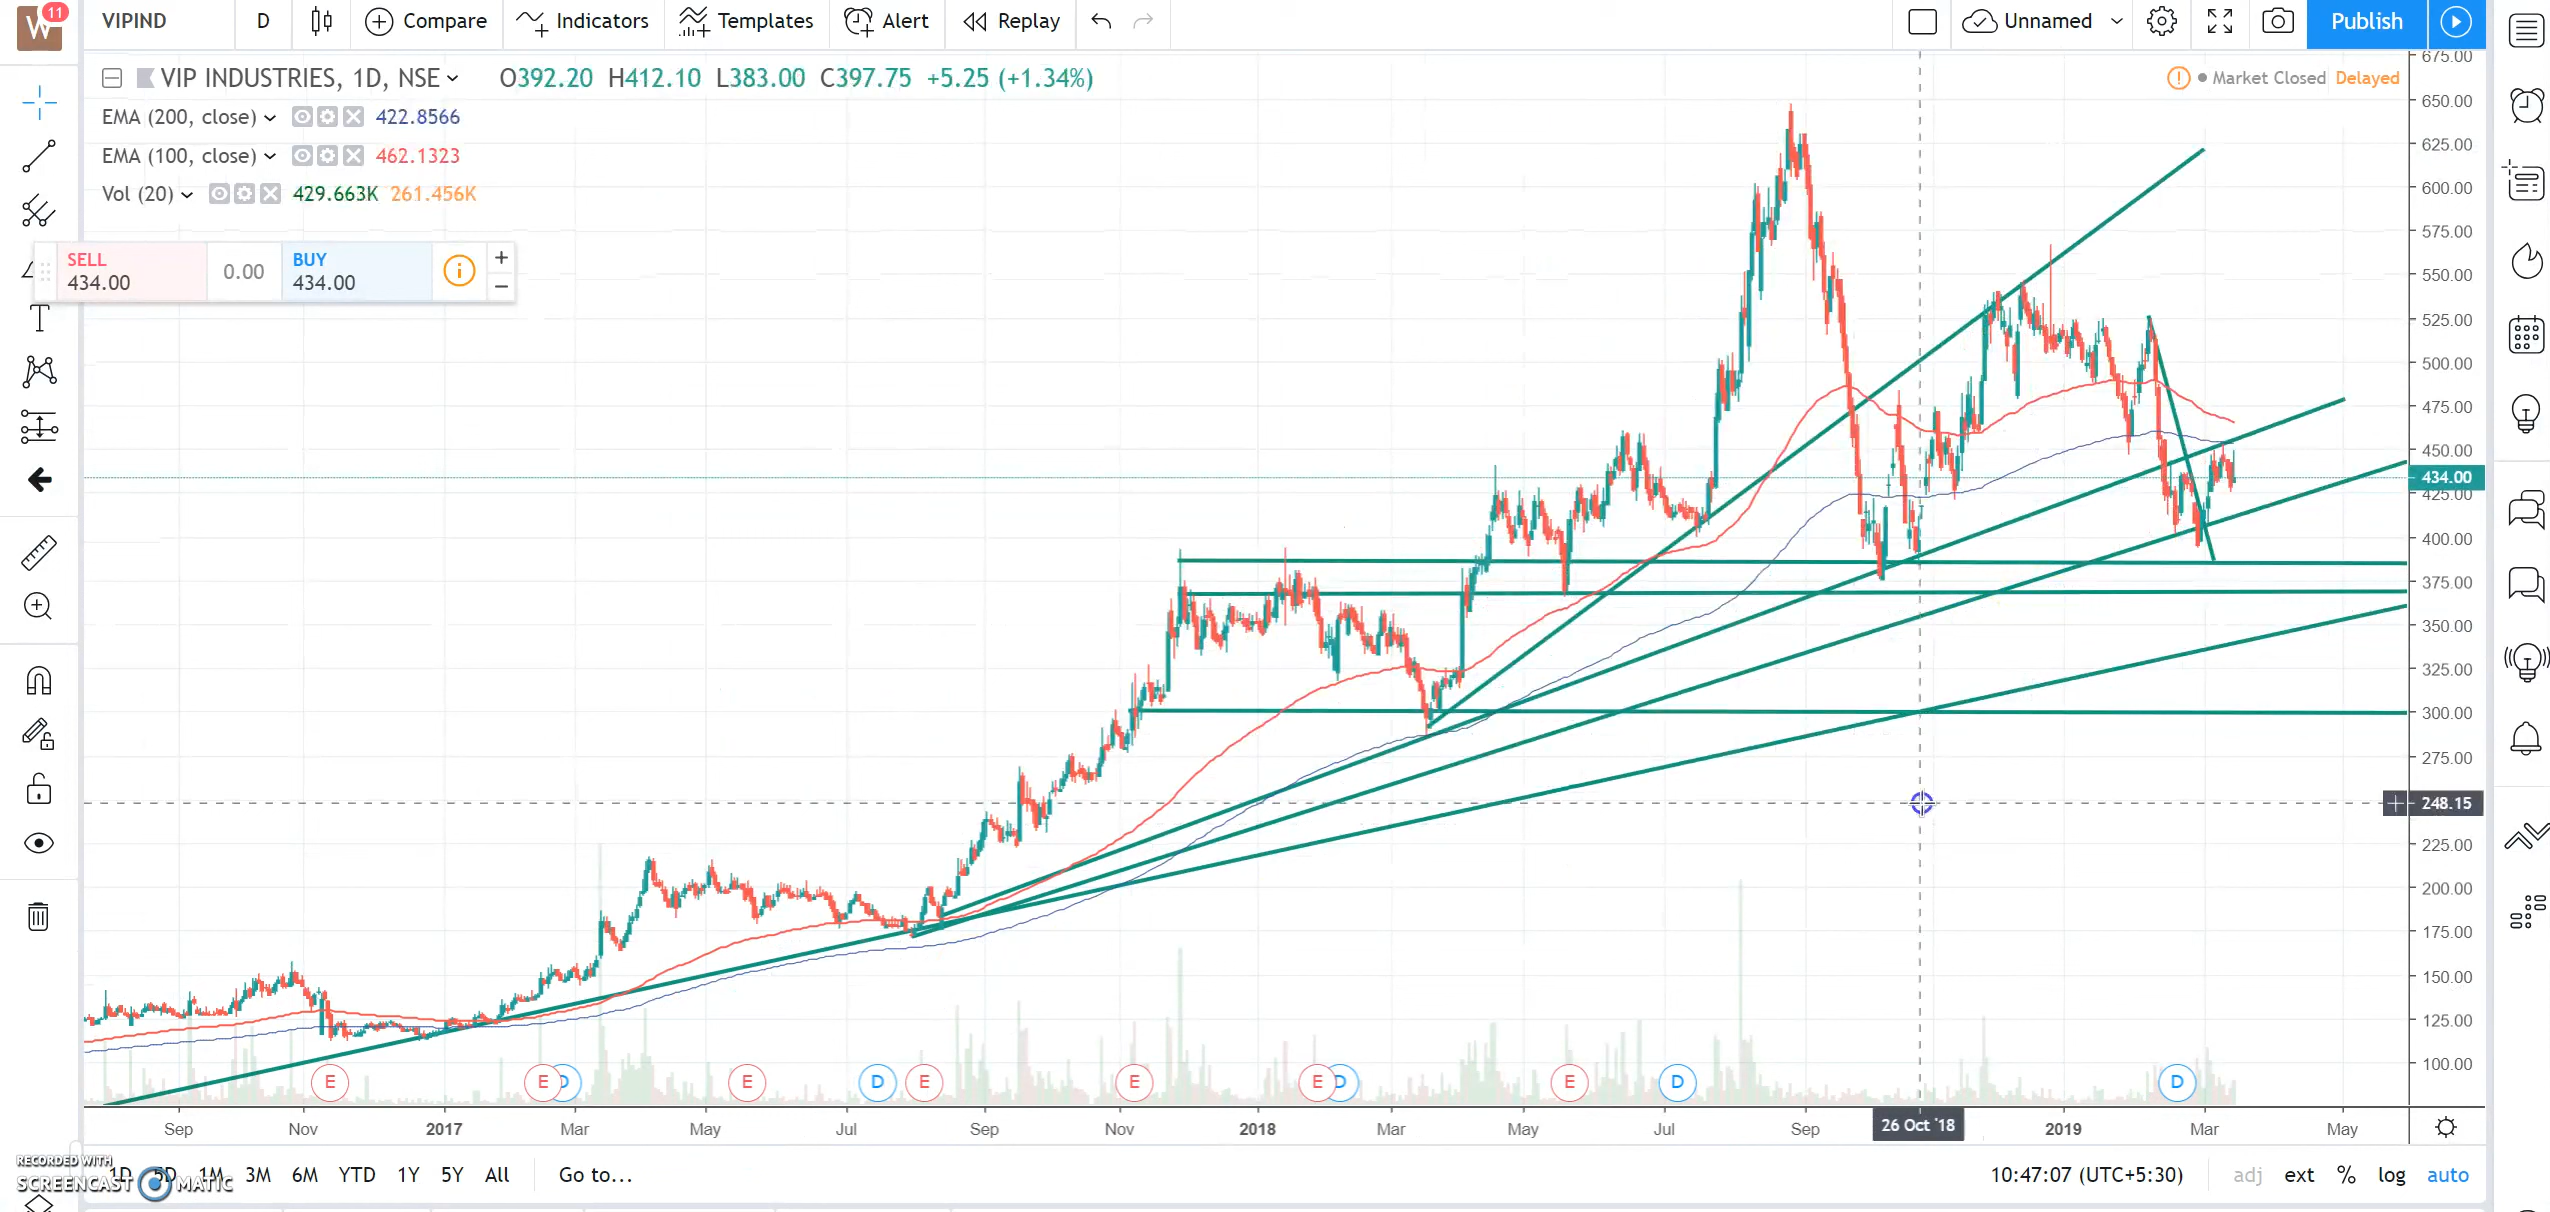 W 11
VIPIND D Compare Indicators Templates Alert Replay Unnamed Publish
VIP INDUSTRIES, 1D, NSE O392.20 H412.10 L383.00 C397.75 +5.25 (+1.34%) Market Closed Delayed
EMA (200, close) 422.8566
EMA (100, close) 462.1323
Vol (20) 429.663K 261.456K
SELL 434.00 0.00 BUY 434.00
675.00
650.00
625.00
600.00
575.00
550.00
525.00
500.00
475.00
450.00
434.00
425.00
400.00
375.00
350.00
325.00
300.00
275.00
248.15
225.00
200.00
175.00
150.00
125.00
100.00
E E D E D E E E D E D D
Sep Nov 2017 Mar May Jul Sep Nov 2018 Mar May Jul Sep 26 Oct '18 2019 Mar May
RECORDED WITH
SCREENCAST MATIC
1D 5D 1M 3M 6M YTD 1Y 5Y All Go to... 10:47:07 (UTC+5:30) adj ext % log auto